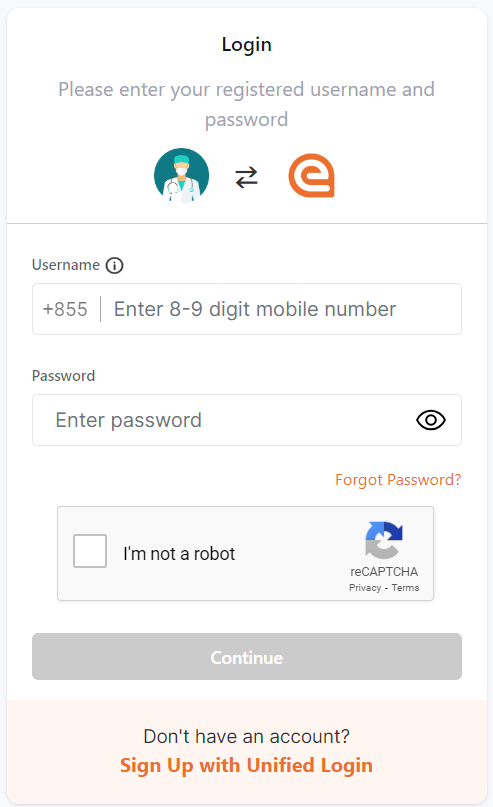 Login
Please enter your registered username and
password
Username
+855 Enter 8-9 digit mobile number
Password
Enter password
Forgot Password?
I'm not a robot
reCAPTCHA
Privacy - Terms
Continue
Don't have an account?
Sign Up with Unified Login